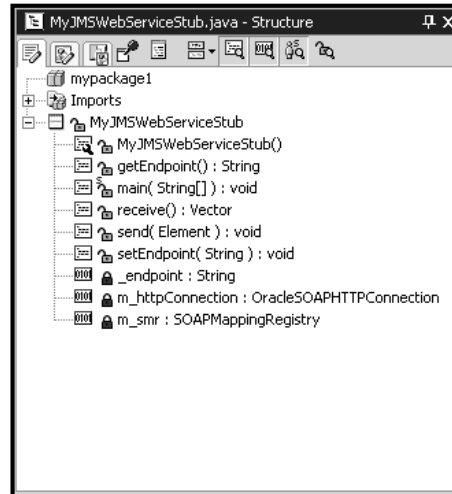 MyJMSWebServiceStub.java - Structure
mypackage1
Imports
MyJMSWebServiceStub
MyJMSWebServiceStub()
getEndpoint() : String
main( String[] ) : void
receive() : Vector
send( Element ) : void
setEndpoint( String ) : void
_endpoint : String
m_httpConnection : OracleSOAPHTTPConnection
m_smr : SOAPMappingRegistry